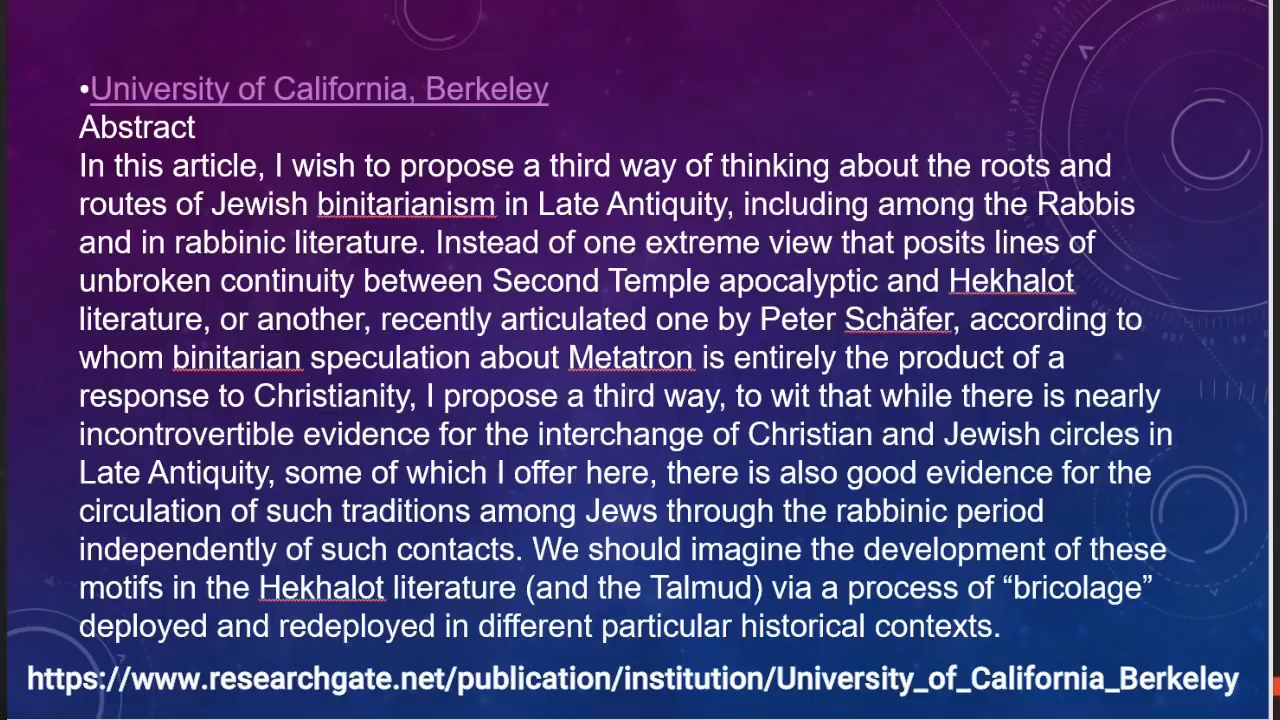 •University of California, Berkeley
Abstract
In this article, I wish to propose a third way of thinking about the roots and
routes of Jewish binitarianism in Late Antiquity, including among the Rabbis
and in rabbinic literature. Instead of one extreme view that posits lines of
unbroken continuity between Second Temple apocalyptic and Hekhalot
literature, or another, recently articulated one by Peter Schäfer, according to
whom binitarian speculation about Metatron is entirely the product of a
response to Christianity, I propose a third way, to wit that while there is nearly
incontrovertible evidence for the interchange of Christian and Jewish circles in
Late Antiquity, some of which I offer here, there is also good evidence for the
circulation of such traditions among Jews through the rabbinic period
independently of such contacts. We should imagine the development of these
motifs in the Hekhalot literature (and the Talmud) via a process of “bricolage”
deployed and redeployed in different particular historical contexts.
https://www.researchgate.net/publication/institution/University_of_California_Berkeley